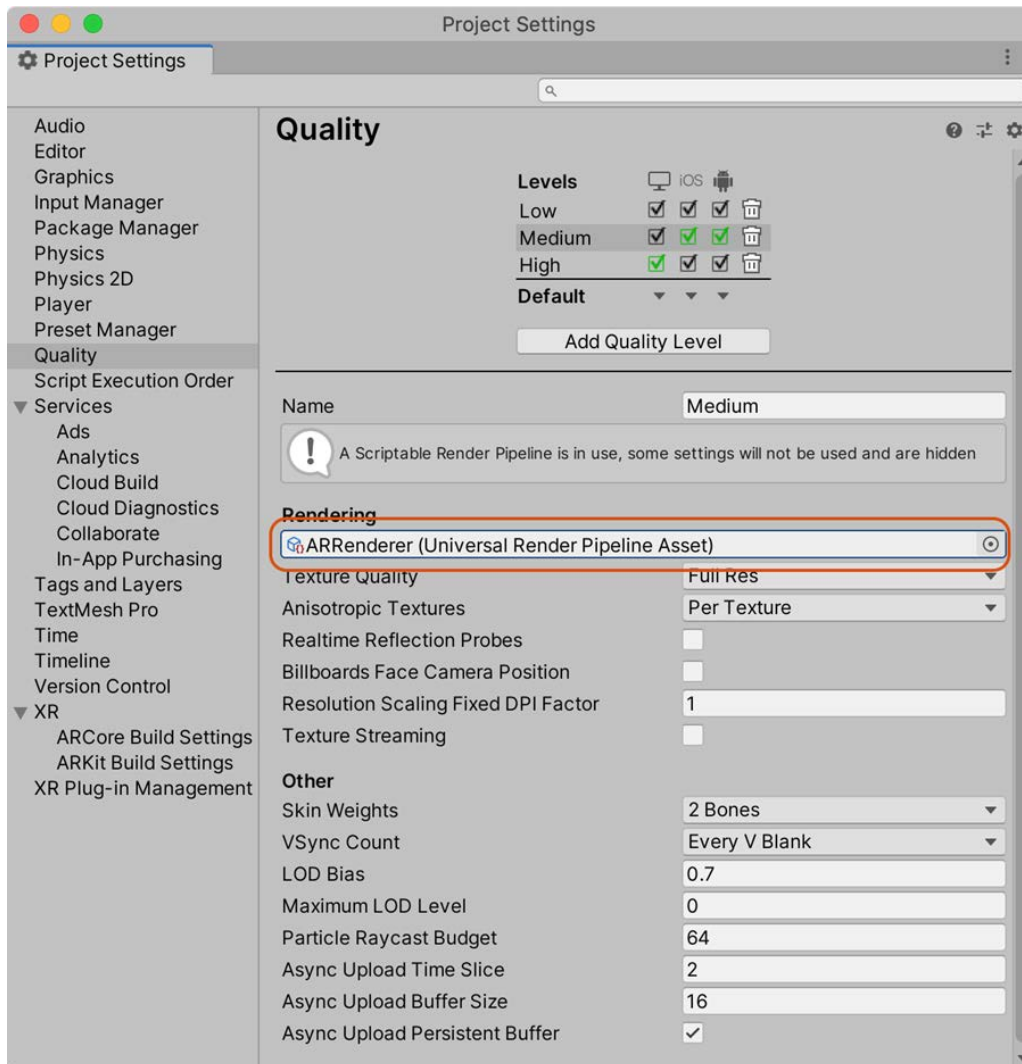 Project Settings
Project Settings
Audio
Editor
Graphics
Input Manager
Package Manager
Physics
Physics 2D
Player
Preset Manager
Quality
Script Execution Order
Services
Ads
Analytics
Cloud Build
Cloud Diagnostics
Collaborate
In-App Purchasing
Tags and Layers
TextMesh Pro
Time
Timeline
Version Control
XR
ARCore Build Settings
ARKit Build Settings
XR Plug-in Management
Quality
Levels iOS
Low
Medium
High
Default
Add Quality Level
Name Medium
A Scriptable Render Pipeline is in use, some settings will not be used and are hidden
Rendering
ARRenderer (Universal Render Pipeline Asset)
Texture Quality Full Res
Anisotropic Textures Per Texture
Realtime Reflection Probes
Billboards Face Camera Position
Resolution Scaling Fixed DPI Factor 1
Texture Streaming
Other
Skin Weights 2 Bones
VSync Count Every V Blank
LOD Bias 0.7
Maximum LOD Level 0
Particle Raycast Budget 64
Async Upload Time Slice 2
Async Upload Buffer Size 16
Async Upload Persistent Buffer